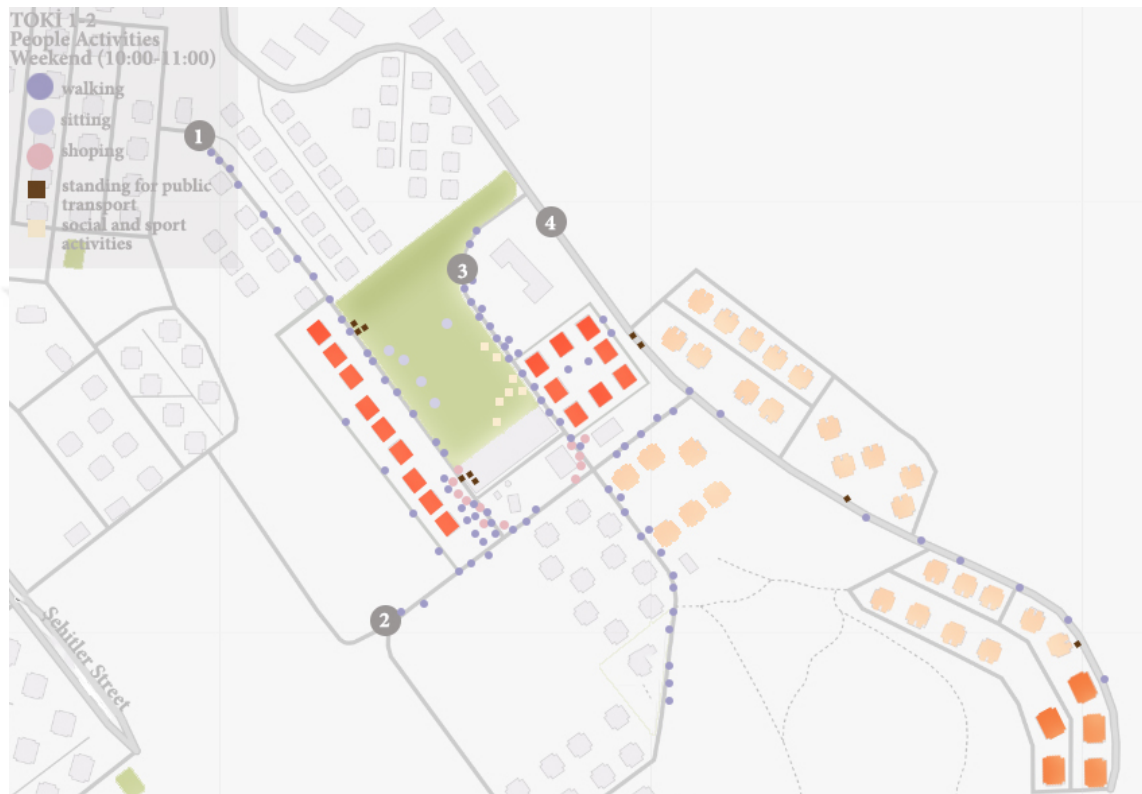 TOKİ 1-2
People Activities
Weekend (10:00-11:00)
walking
sitting
shoping
standing for public
transport
social and sport
activities
1
4
3
2
Sehitler Street